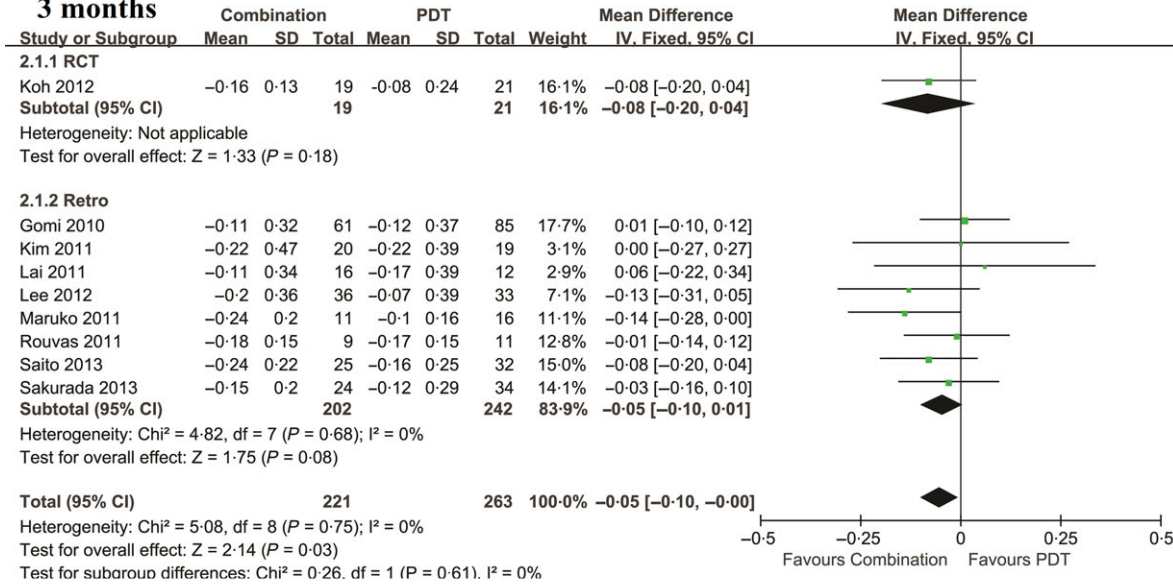 3 months
Combination PDT Mean Difference Mean Difference
Study or Subgroup Mean SD Total Mean SD Total Weight IV, Fixed, 95% CI IV, Fixed, 95% CI
2.1.1 RCT
Koh 2012 −0·16 0·13 19 −0·08 0·24 21 16·1% −0·08 [−0·20, 0·04]
Subtotal (95% CI) 19 21 16·1% −0·08 [−0·20, 0·04]
Heterogeneity: Not applicable
Test for overall effect: Z = 1·33 (P = 0·18)
2.1.2 Retro
Gomi 2010 −0·11 0·32 61 −0·12 0·37 85 17·7% 0·01 [−0·10, 0·12]
Kim 2011 −0·22 0·47 20 −0·22 0·39 19 3·1% 0·00 [−0·27, 0·27]
Lai 2011 −0·11 0·34 16 −0·17 0·39 12 2·9% 0·06 [−0·22, 0·34]
Lee 2012 −0·2 0·36 36 −0·07 0·39 33 7·1% −0·13 [−0·31, 0·05]
Maruko 2011 −0·24 0·2 11 −0·1 0·16 16 11·1% −0·14 [−0·28, 0·00]
Rouvas 2011 −0·18 0·15 9 −0·17 0·15 11 12·8% −0·01 [−0·14, 0·12]
Saito 2013 −0·24 0·22 25 −0·16 0·25 32 15·0% −0·08 [−0·20, 0·04]
Sakurada 2013 −0·15 0·2 24 −0·12 0·29 34 14·1% −0·03 [−0·16, 0·10]
Subtotal (95% CI) 202 242 83·9% −0·05 [−0·10, 0·01]
Heterogeneity: Chi² = 4·82, df = 7 (P = 0·68); I² = 0%
Test for overall effect: Z = 1·75 (P = 0·08)
Total (95% CI) 221 263 100·0% −0·05 [−0·10, −0·00]
Heterogeneity: Chi² = 5·08, df = 8 (P = 0·75); I² = 0%
Test for overall effect: Z = 2·14 (P = 0·03)
Test for subgroup differences: Chi² = 0·26, df = 1 (P = 0·61), I² = 0%
−0·5 −0·25 0 0·25 0·5
Favours Combination Favours PDT